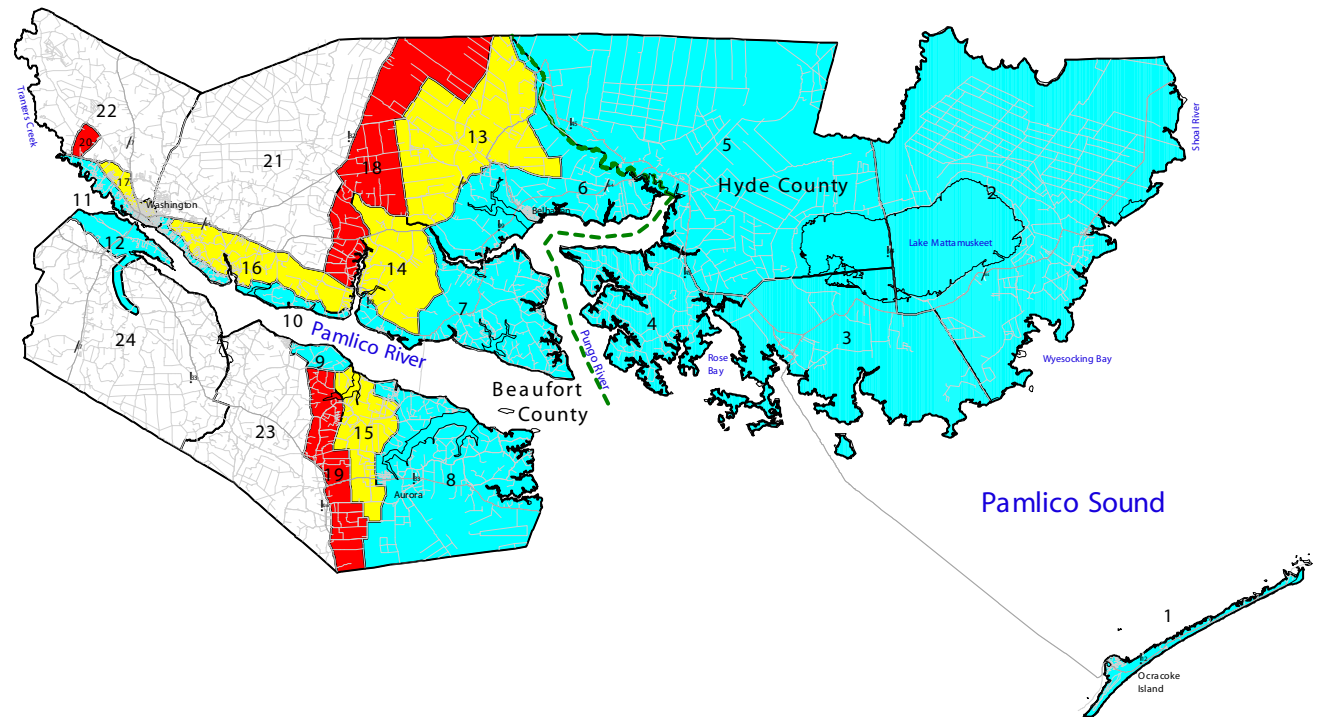 Tranters Creek
22
20
17
11
Washington
12
21
18
13
5
6
Belhaven
Hyde County
2
Lake Mattamuskeet
Shoal River
16
14
10
Pamlico River
7
4
3
Pungo River
Rose
Bay
Wyesocking Bay
24
9
Beaufort
County
23
15
19
8
Aurora
Pamlico Sound
1
Ocracoke
Island